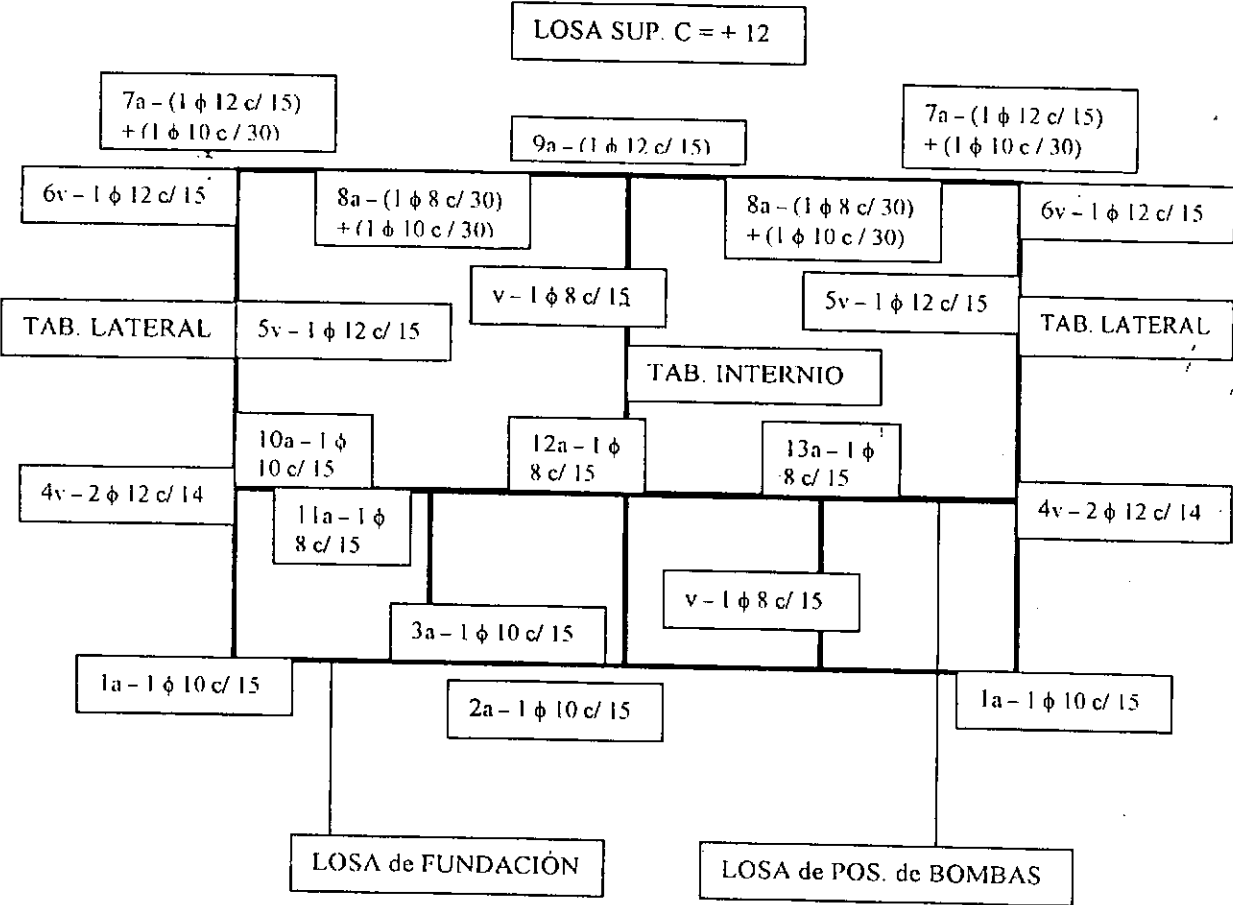 LOSA SUP. C = + 12
7a – (1 ϕ 12 c/ 15)
+ (1 ϕ 10 c / 30)
9a – (1 ϕ 12 c/ 15)
7a – (1 ϕ 12 c/ 15)
+ (1 ϕ 10 c / 30)
6v – 1 ϕ 12 c/ 15
8a – (1 ϕ 8 c/ 30)
+ (1 ϕ 10 c/ 30)
8a – (1 ϕ 8 c/ 30)
+ (1 ϕ 10 c/ 30)
6v – 1 ϕ 12 c/ 15
v – 1 ϕ 8 c/ 15
5v – 1 ϕ 12 c/ 15
TAB. LATERAL
5v – 1 ϕ 12 c/ 15
TAB. LATERAL
TAB. INTERNIO
10a – 1 ϕ
10 c/ 15
12a – 1 ϕ
8 c/ 15
13a – 1 ϕ
8 c/ 15
4v – 2 ϕ 12 c/ 14
11a – 1 ϕ
8 c/ 15
4v – 2 ϕ 12 c/ 14
v – 1 ϕ 8 c/ 15
3a – 1 ϕ 10 c/ 15
1a – 1 ϕ 10 c/ 15
2a – 1 ϕ 10 c/ 15
1a – 1 ϕ 10 c/ 15
LOSA de FUNDACIÓN
LOSA de POS. de BOMBAS